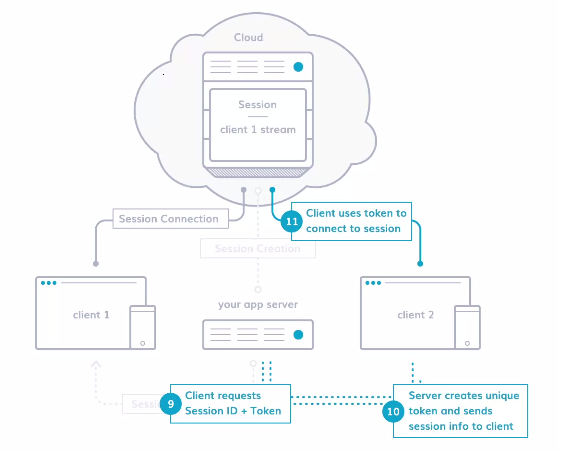 Cloud
Session
client 1 stream
Session Connection
11
Client uses token to
connect to session
Session Creation
client 1
your app server
client 2
9
Client requests
Session ID + Token
10
Server creates unique
token and sends
session info to client